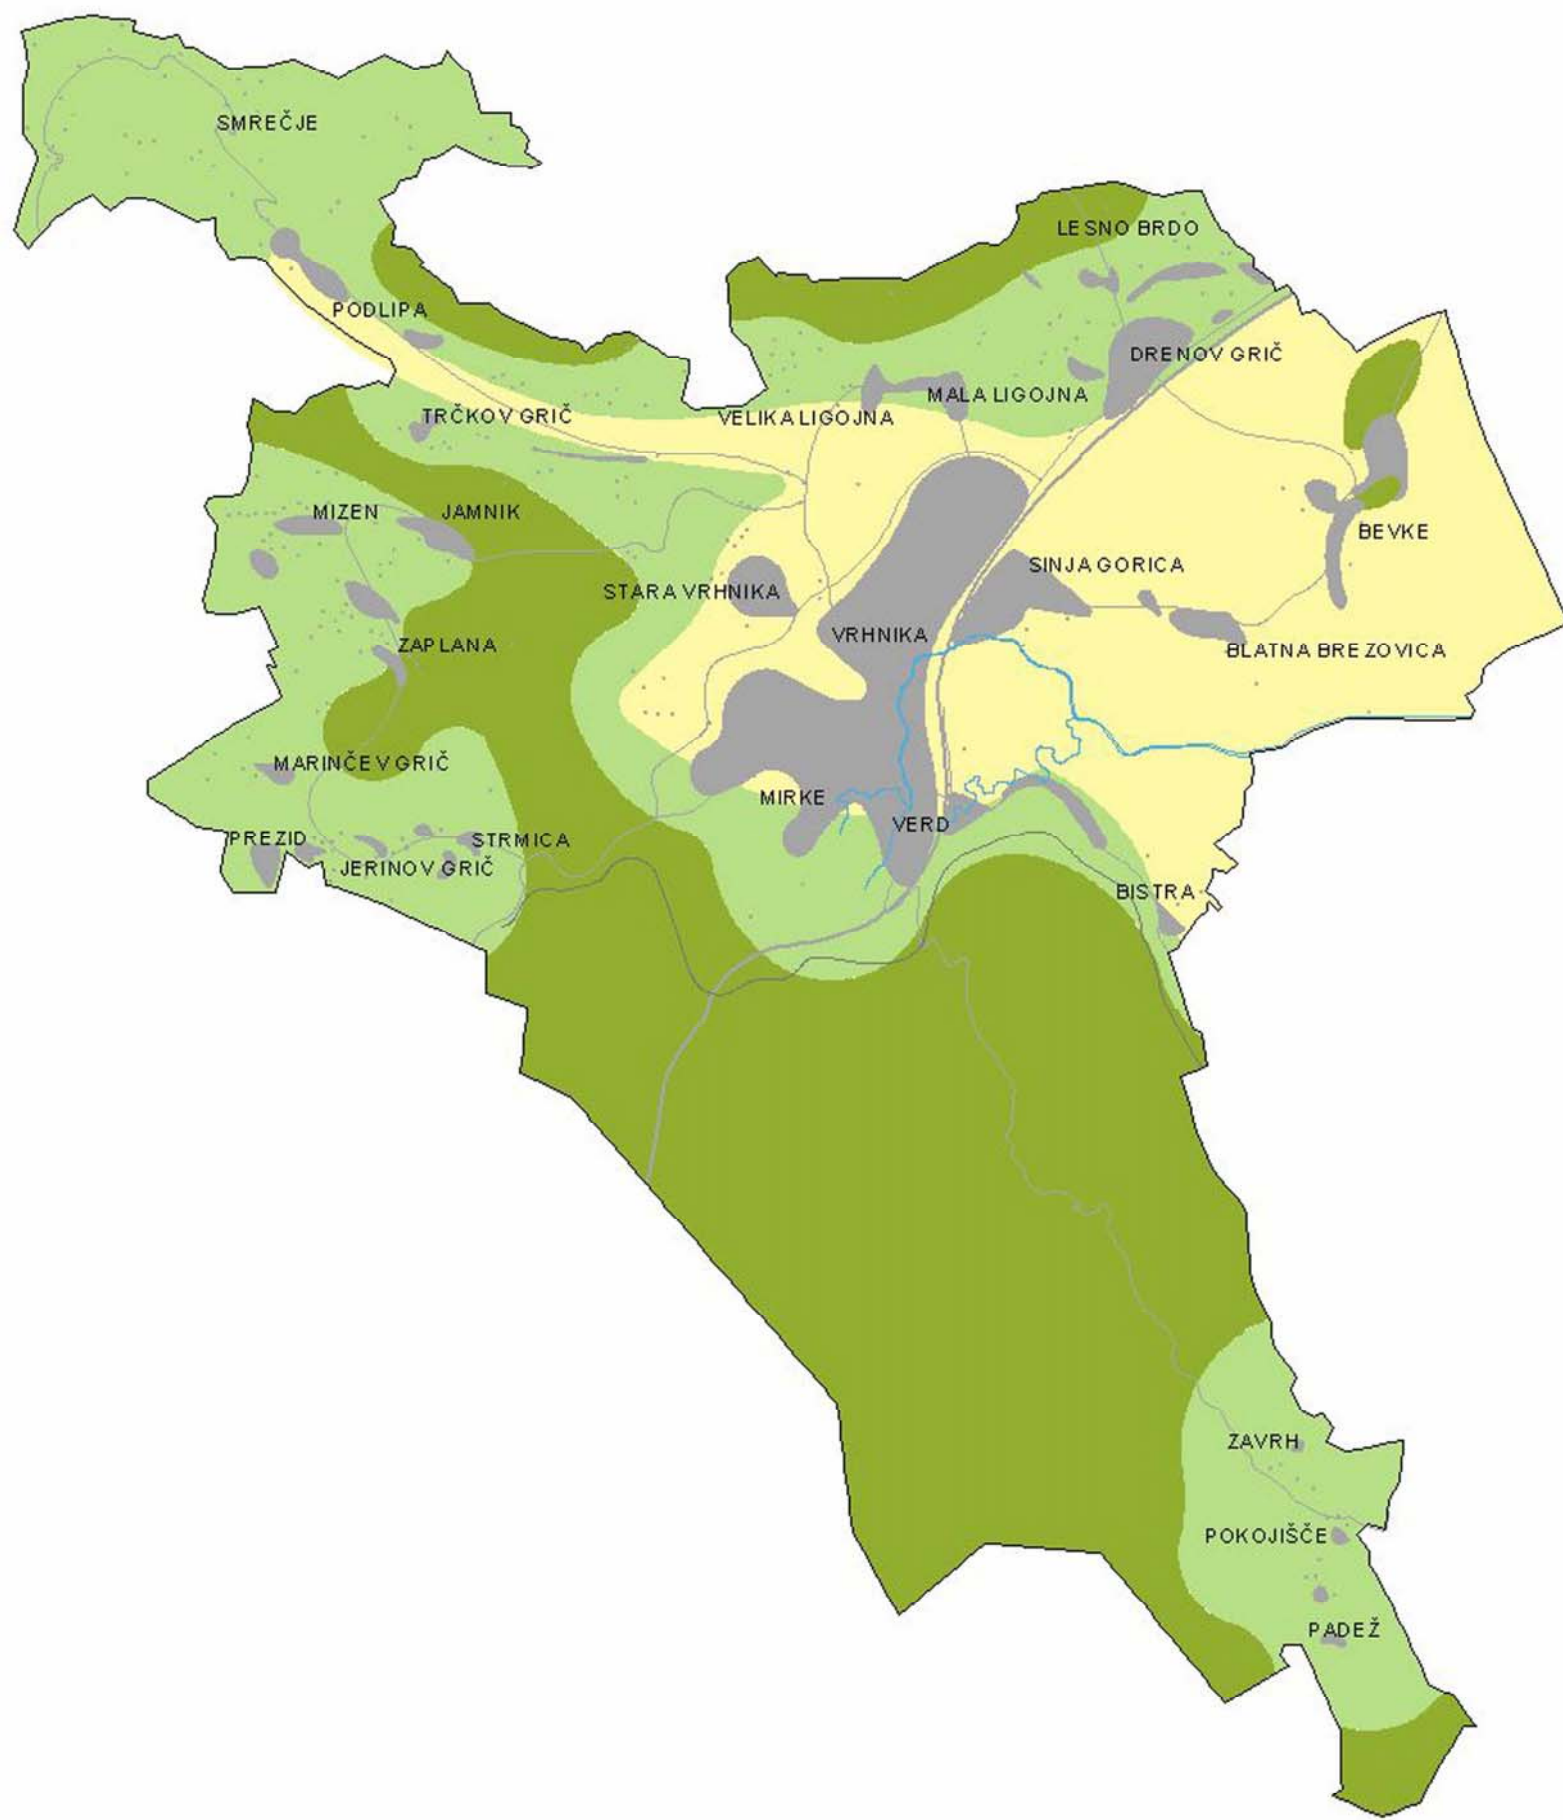 SMREČJE
LESNO BRDO
PODLIPA
DRENOV GRIČ
MALA LIGOJNA
TRČKOV GRIČ
VELIKA LIGOJNA
MIZEN
JAMNIK
BEVKE
SINJA GORICA
STARA VRHNIKA
VRHNIKA
ZAPLANA
BLATNA BREZOVICA
MARINČEV GRIČ
MIRKE
VERD
PREZID
STRMICA
JERINOV GRIČ
BISTRA
ZAVRH
POKOJIŠČE
PADEŽ